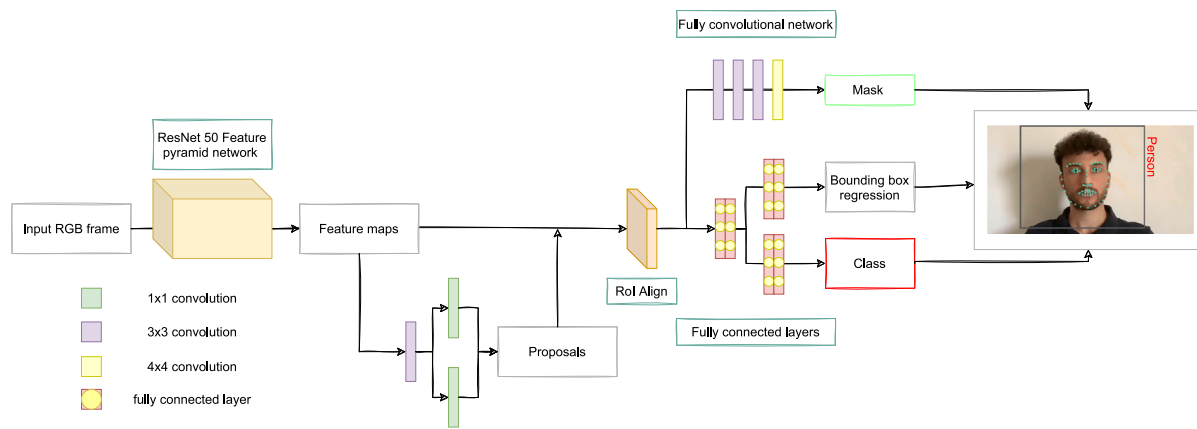 Fully convolutional network
Mask
ResNet 50 Feature
pyramid network
Person
Bounding box
regression
Input RGB frame
Feature maps
Class
RoI Align
1x1 convolution
3x3 convolution
Fully connected layers
Proposals
4x4 convolution
fully connected layer